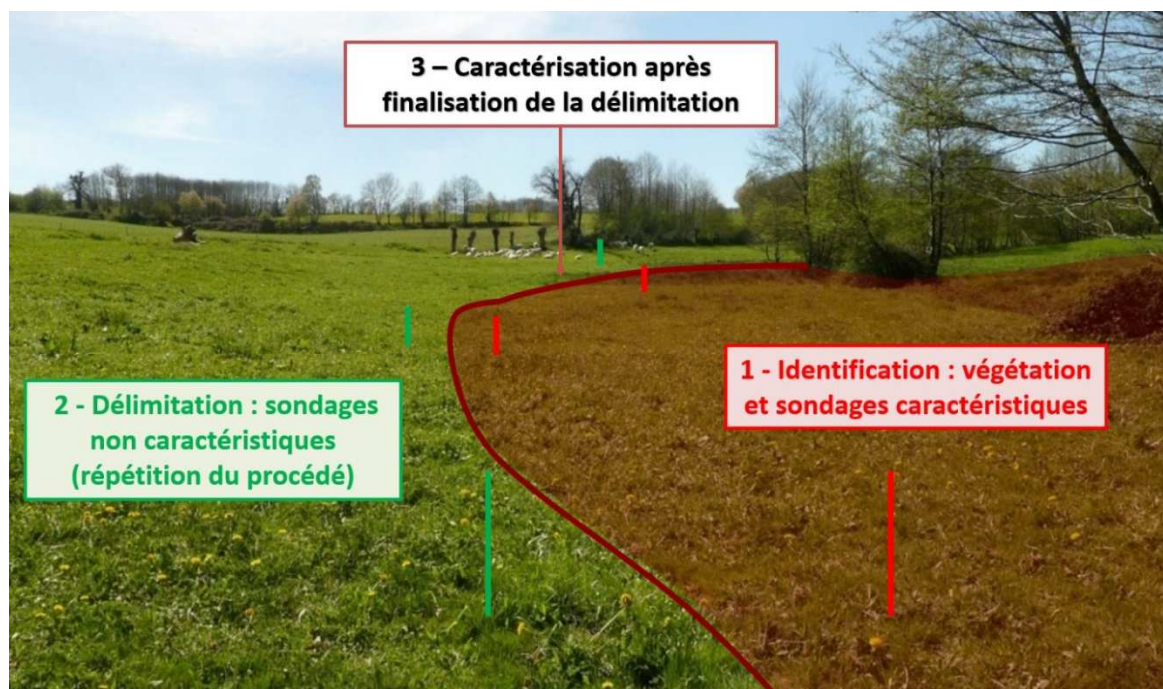 3 – Caractérisation après
finalisation de la délimitation
1 - Identification : végétation
et sondages caractéristiques
2 - Délimitation : sondages
non caractéristiques
(répétition du procédé)